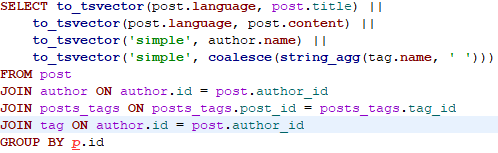 SELECT to_tsvector(post.language, post.title) ||
to_tsvector(post.language, post.content) ||
to_tsvector('simple', author.name) ||
to_tsvector('simple', coalesce(string_agg(tag.name, ' ')))
FROM post
JOIN author ON author.id = post.author_id
JOIN posts_tags ON posts_tags.post_id = posts_tags.tag_id
JOIN tag ON author.id = post.author_id
GROUP BY p.id